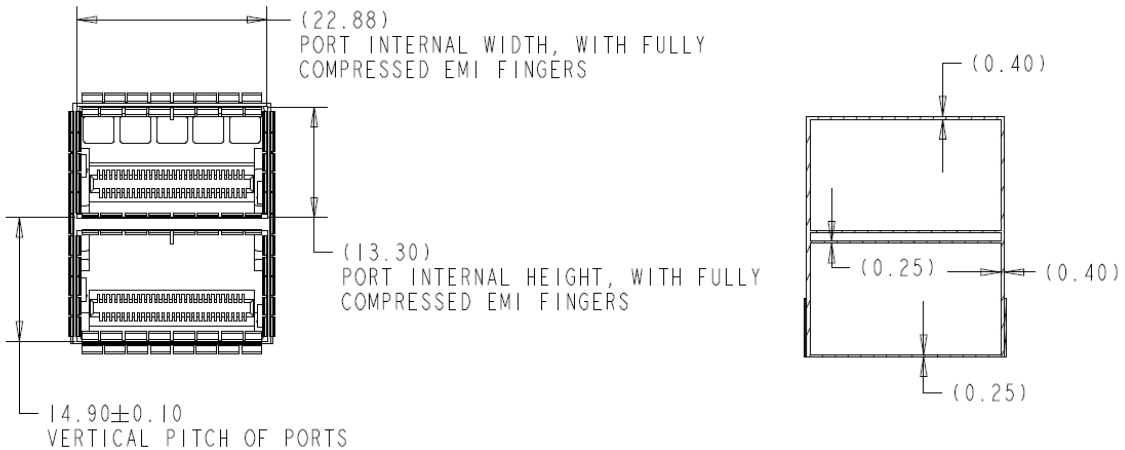 (22.88)
PORT INTERNAL WIDTH, WITH FULLY
COMPRESSED EMI FINGERS
(13.30)
PORT INTERNAL HEIGHT, WITH FULLY
COMPRESSED EMI FINGERS
14.90±0.10
VERTICAL PITCH OF PORTS
(0.40)
(0.25)
(0.40)
(0.25)